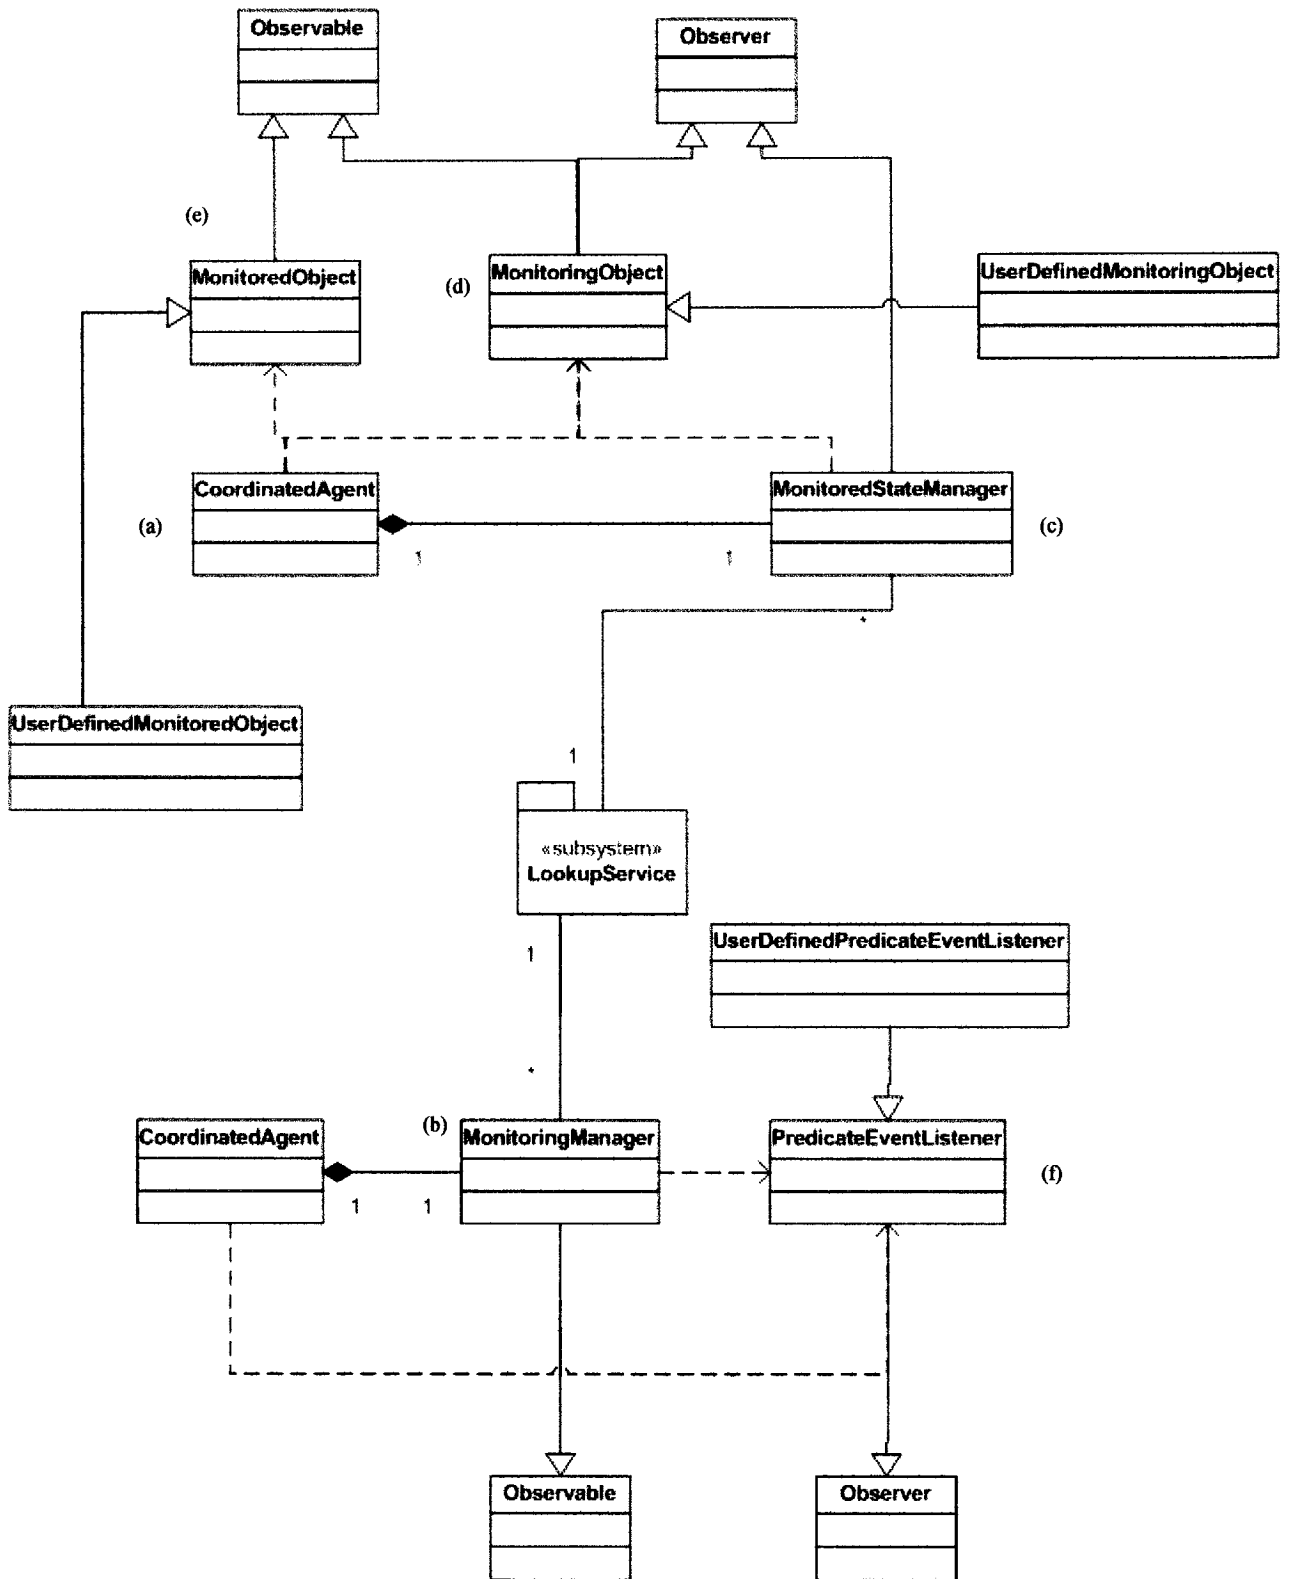 Observable
Observer
(e)
MonitoredObject
(d)
MonitoringObject
UserDefinedMonitoringObject
(a)
CoordinatedAgent
MonitoredStateManager
(c)
1
1
*
UserDefinedMonitoredObject
1
«subsystem»
LookupService
1
UserDefinedPredicateEventListener
*
(b)
CoordinatedAgent
MonitoringManager
PredicateEventListener
(f)
1
1
Observable
Observer